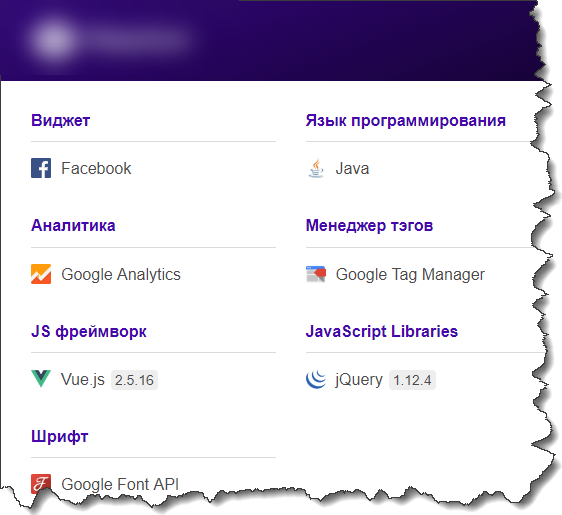 Виджет
Facebook
Язык программирования
Java
Аналитика
Google Analytics
Менеджер тэгов
Google Tag Manager
JS фреймворк
Vue.js 2.5.16
JavaScript Libraries
jQuery 1.12.4
Шрифт
Google Font API